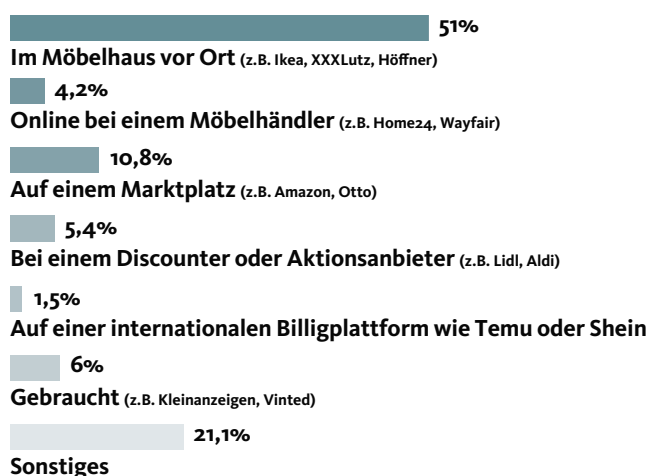 51%
Im Möbelhaus vor Ort (z.B. Ikea, XXXLutz, Höffner)
4,2%
Online bei einem Möbelhändler (z.B. Home24, Wayfair)
10,8%
Auf einem Marktplatz (z.B. Amazon, Otto)
5,4%
Bei einem Discounter oder Aktionsanbieter (z.B. Lidl, Aldi)
1,5%
Auf einer internationalen Billigplattform wie Temu oder Shein
6%
Gebraucht (z.B. Kleinanzeigen, Vinted)
21,1%
Sonstiges